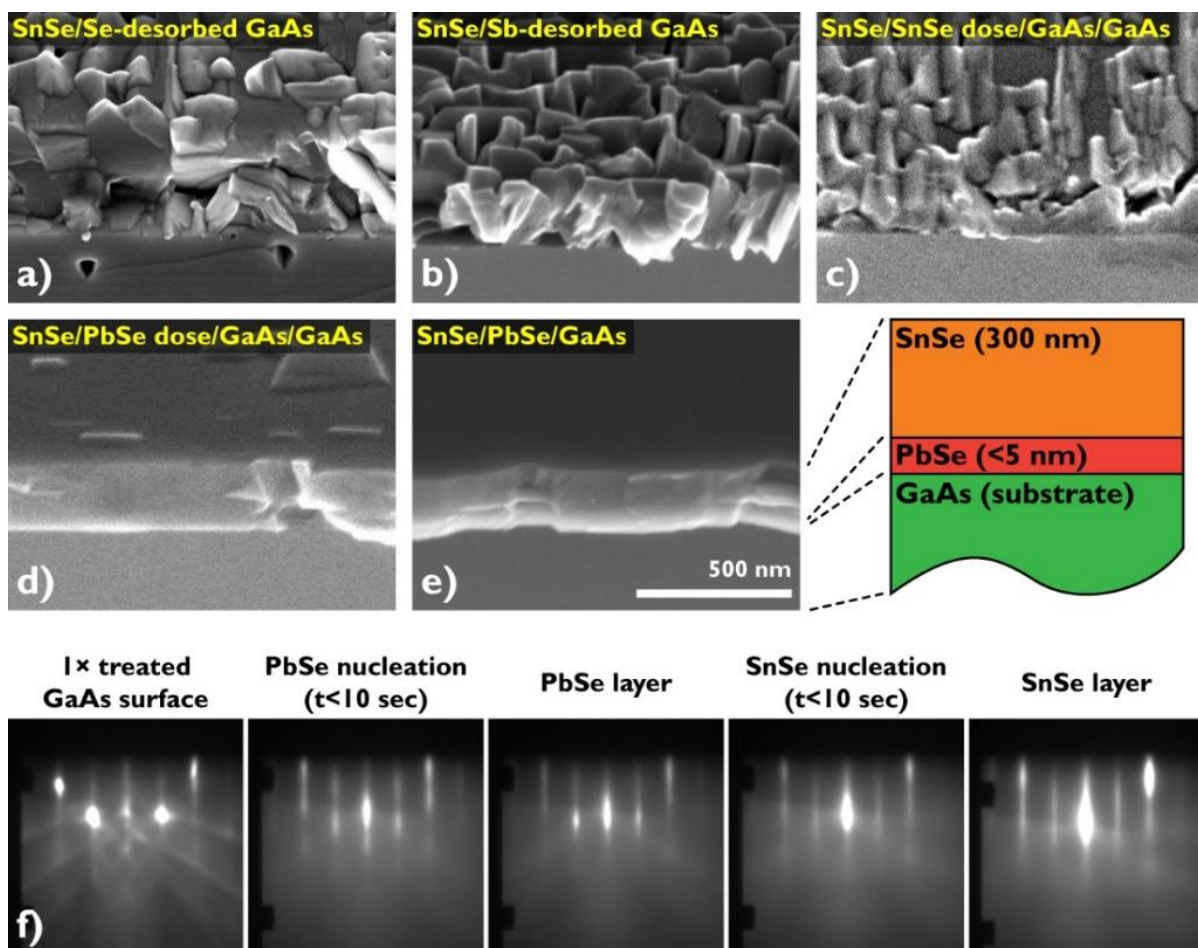 SnSe/Se-desorbed GaAs
SnSe/Sb-desorbed GaAs
SnSe/SnSe dose/GaAs/GaAs
a)
b)
c)
SnSe/PbSe dose/GaAs/GaAs
SnSe/PbSe/GaAs
SnSe (300 nm)
PbSe (<5 nm)
GaAs (substrate)
d)
e)
500 nm
1× treated
GaAs surface
PbSe nucleation
(t<10 sec)
PbSe layer
SnSe nucleation
(t<10 sec)
SnSe layer
f)